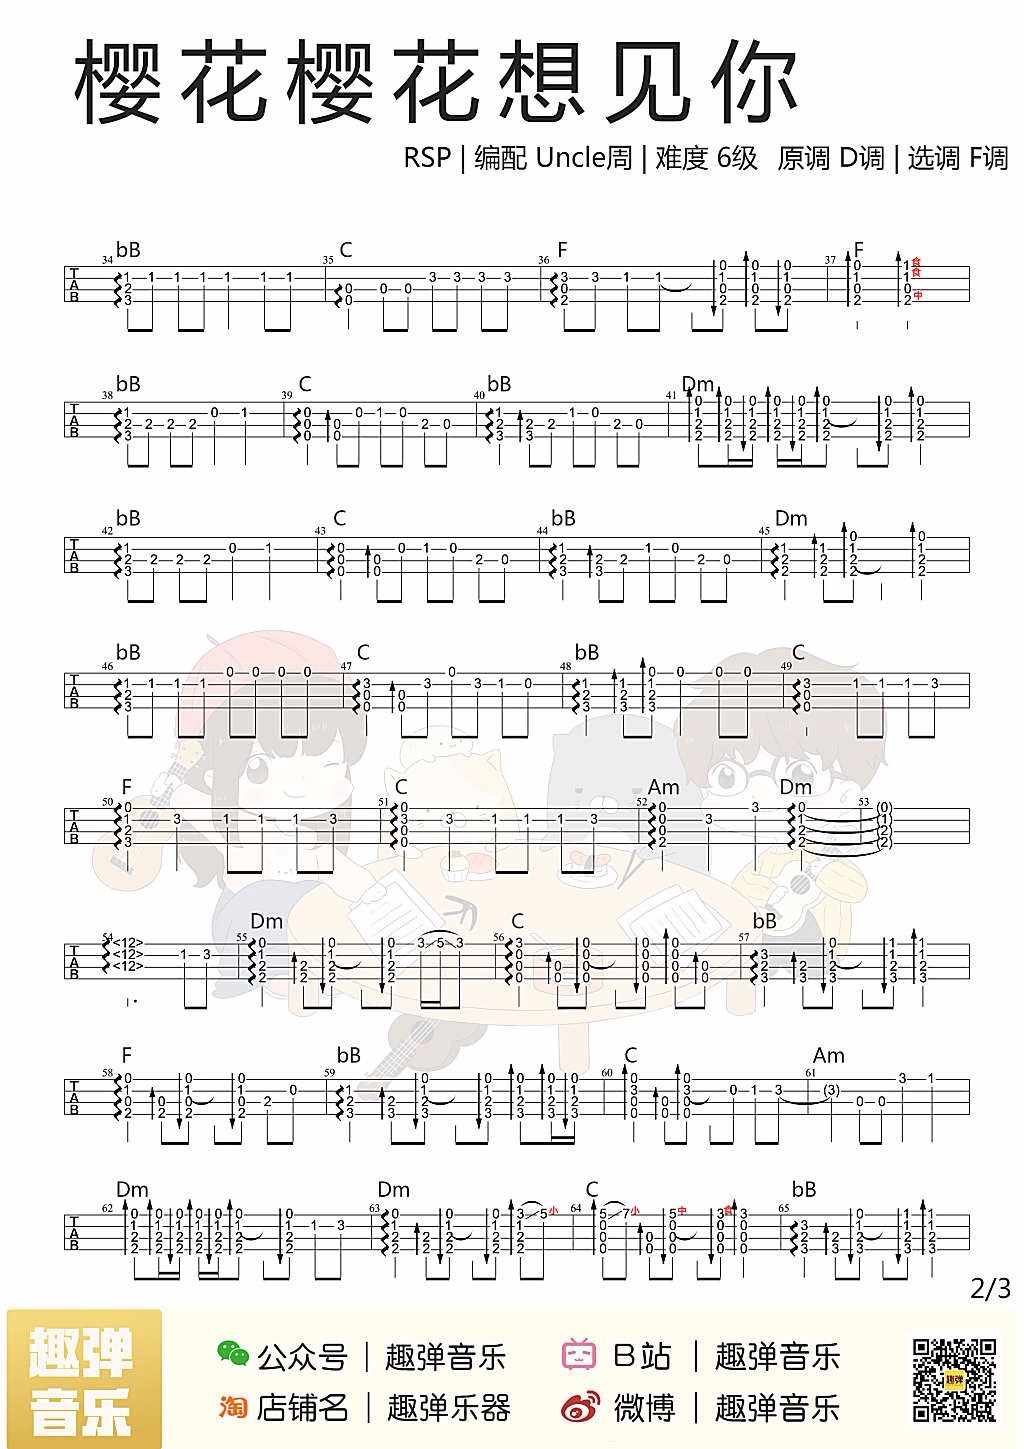 樱花樱花想见你
RSP | 编配 Uncle周 | 难度 6级 原调 D调 | 选调 F调
bB C F F
34 35 36 37
食
食
中
bB C bB Dm
38 39 40 41
bB C bB Dm
42 43 44 45
bB C bB C
46 47 48 49
F C Am Dm
50 51 52 53
Dm C bB
54 55 56 57
<12>
<12>
<12>
F bB C Am
58 59 60 61
Dm Dm C bB
62 63 64 65
小 小 中 食
2/3
趣弹
音乐
公众号 | 趣弹音乐
B站 | 趣弹音乐
淘 店铺名 | 趣弹乐器
微博 | 趣弹音乐
趣弹